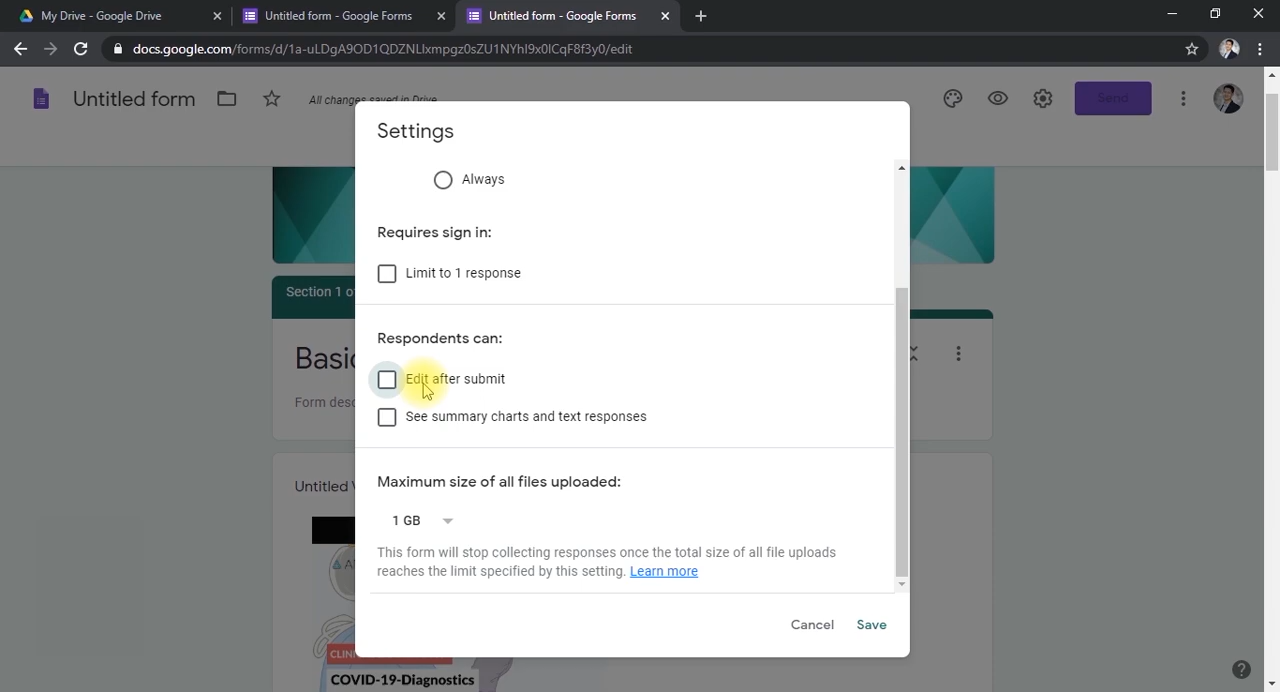 My Drive - Google Drive
Untitled form - Google Forms
Untitled form - Google Forms
docs.google.com/forms/d/1a-uLDgA9OD1QDZNLlxmpgz0sZU1NYhl9x0lCqF8f3y0/edit
Untitled form
All changes saved in Drive
Send
Settings
Always
Requires sign in:
Limit to 1 response
Section 1 o
Respondents can:
Basic
Edit after submit
Form desc
See summary charts and text responses
Maximum size of all files uploaded:
Untitled
1 GB
This form will stop collecting responses once the total size of all file uploads
reaches the limit specified by this setting. Learn more
Cancel
Save
CLIN
COVID-19-Diagnostics